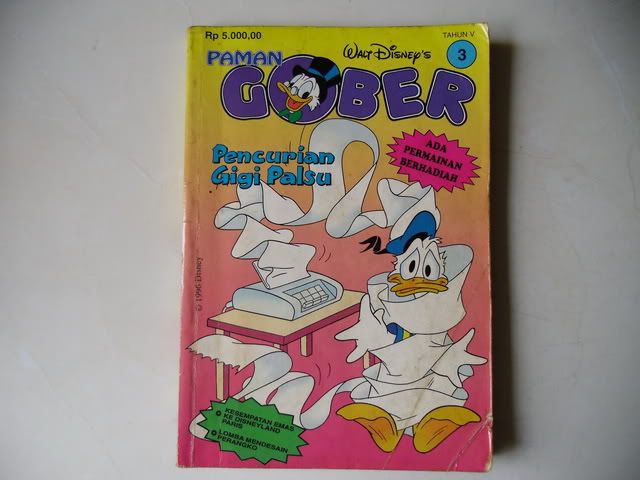 Rp 5.000,00
TAHUN V
PAMAN
WALT DISNEY'S
3
GOBER
ADA
PERMAINAN
BERHADIAH
Pencurian
Gigi Palsu
© 1996 Disney
KESEMPATAN EMAS
KE DISNEYLAND
PARIS
LOMBA MENDESAIN
PERANGKO